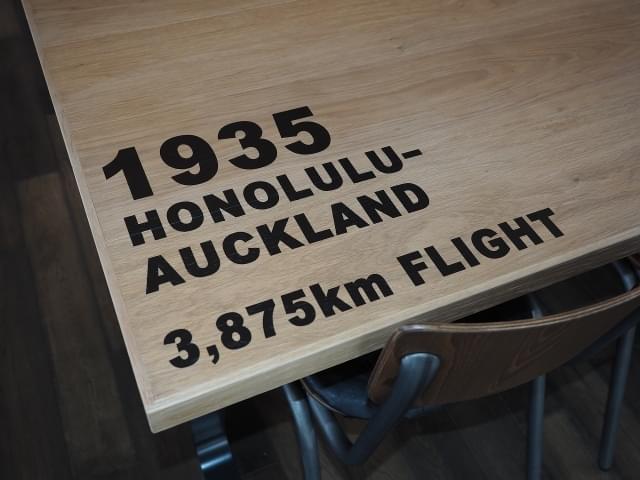 1935
HONOLULU-
AUCKLAND
3,875km FLIGHT